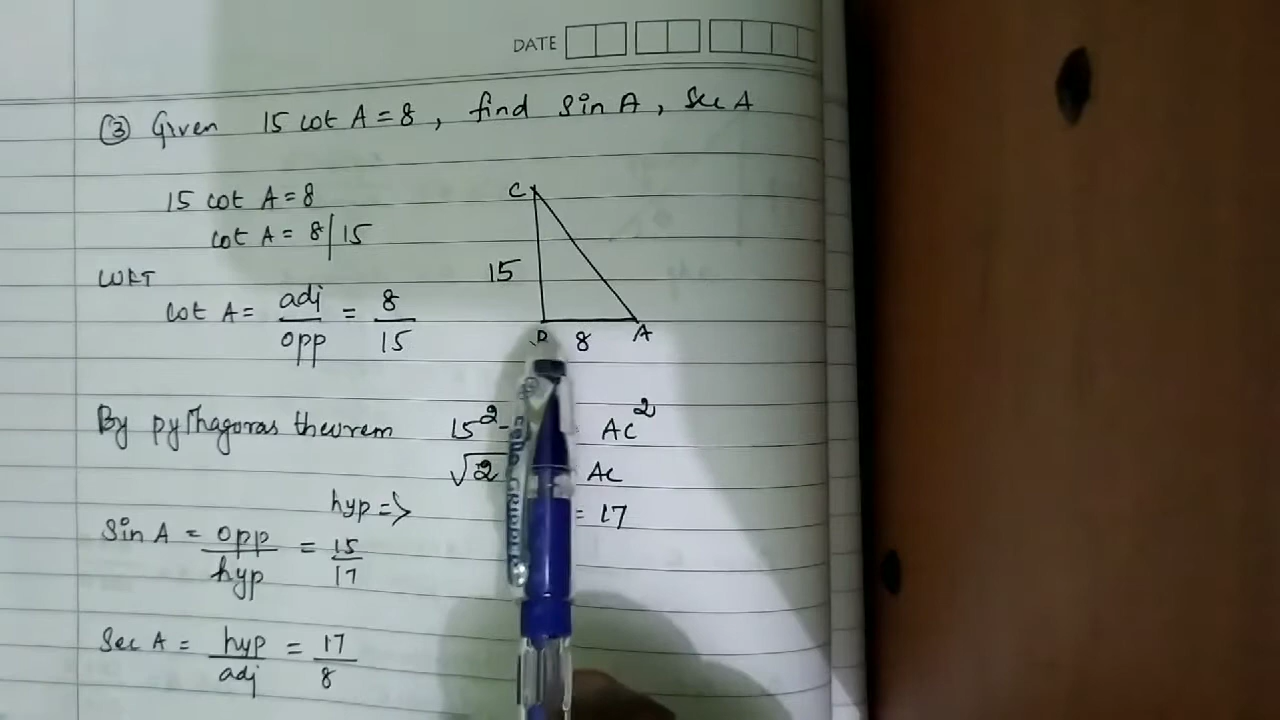 DATE
③ Given 15 cot A = 8, find Sin A, Sec A
15 cot A = 8
cot A = 8/15
WKT
cot A = adj/opp = 8/15
C
15
B 8 A
By pythagoras theorem 15² AC²
√2 AC
hyp => = 17
Sin A = opp/hyp = 15/17
Sec A = hyp/adj = 17/8
cello GRIPPER